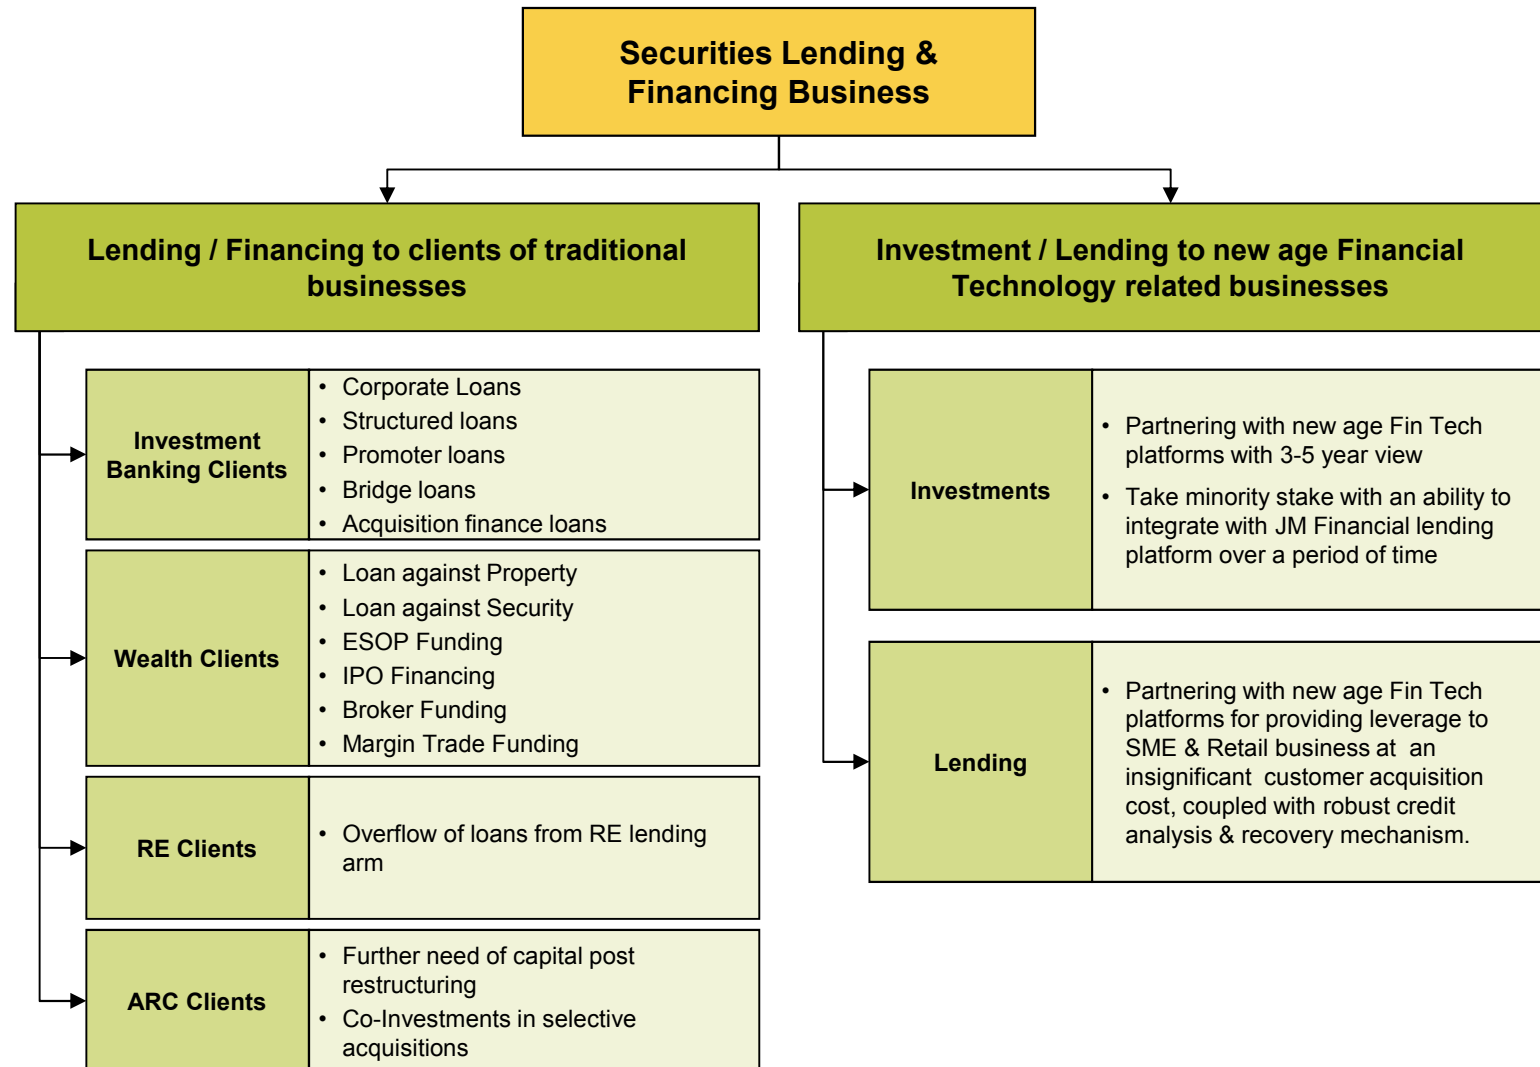 Securities Lending &
Financing Business
Lending / Financing to clients of traditional
businesses
Investment
Banking Clients
• Corporate Loans
• Structured loans
• Promoter loans
• Bridge loans
• Acquisition finance loans
Wealth Clients
• Loan against Property
• Loan against Security
• ESOP Funding
• IPO Financing
• Broker Funding
• Margin Trade Funding
RE Clients
• Overflow of loans from RE lending
arm
ARC Clients
• Further need of capital post
restructuring
• Co-Investments in selective
acquisitions
Investment / Lending to new age Financial
Technology related businesses
Investments
• Partnering with new age Fin Tech
platforms with 3-5 year view
• Take minority stake with an ability to
integrate with JM Financial lending
platform over a period of time
Lending
• Partnering with new age Fin Tech
platforms for providing leverage to
SME & Retail business at an
insignificant customer acquisition
cost, coupled with robust credit
analysis & recovery mechanism.